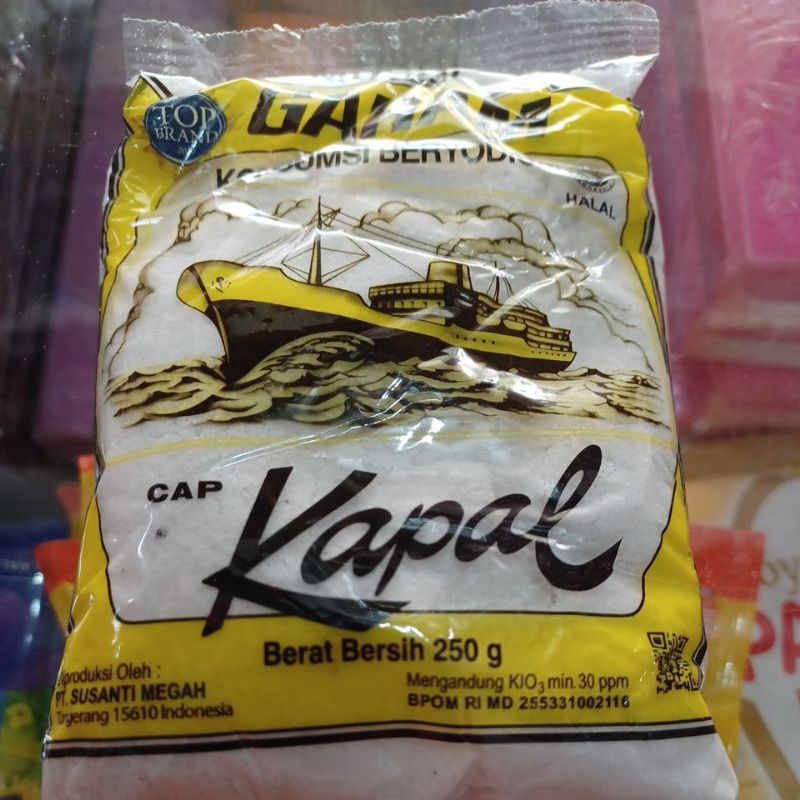 TOP
BRAND
GARAM
KONSUMSI BERYODIUM
HALAL
CAP
Kapal
Berat Bersih 250 g
Diproduksi Oleh :
PT. SUSANTI MEGAH
Tangerang 15610 Indonesia
Mengandung KIO3 min. 30 ppm
BPOM RI MD 255331002116